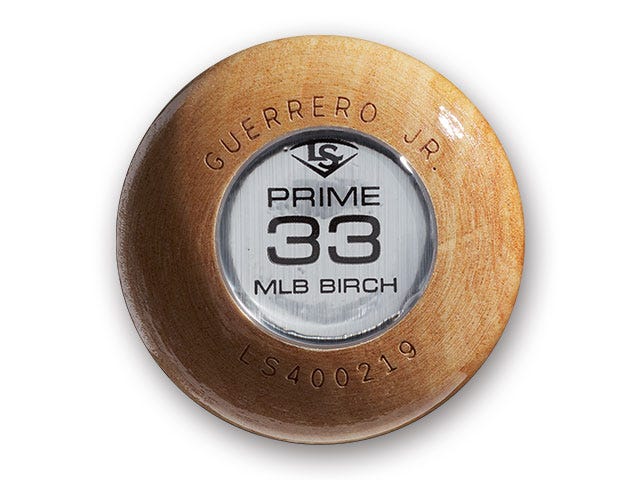 GUERRERO JR.
LS
PRIME
33
MLB BIRCH
LS400219